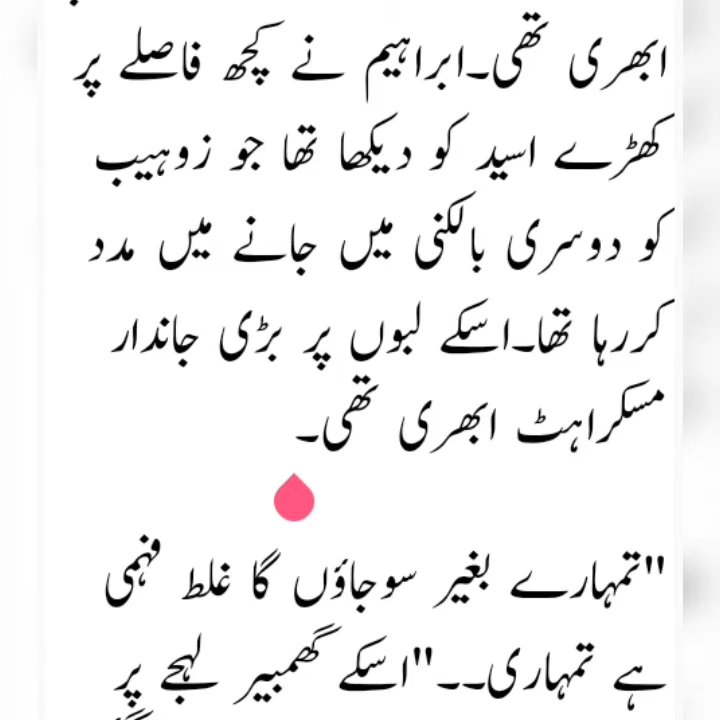 ابھری تھی۔ابراہیم نے کچھ فاصلے پر
کھڑے اسید کو دیکھا تھا جو زوہیب
کو دوسری بالکنی میں جانے میں مدد
کررہا تھا۔اسکے لبوں پر بڑی جاندار
مسکراہٹ ابھری تھی۔
"تمہارے بغیر سوجاؤں گا غلط فہمی
ہے تمہاری۔۔"اسکے گھمبیر لہجے پر